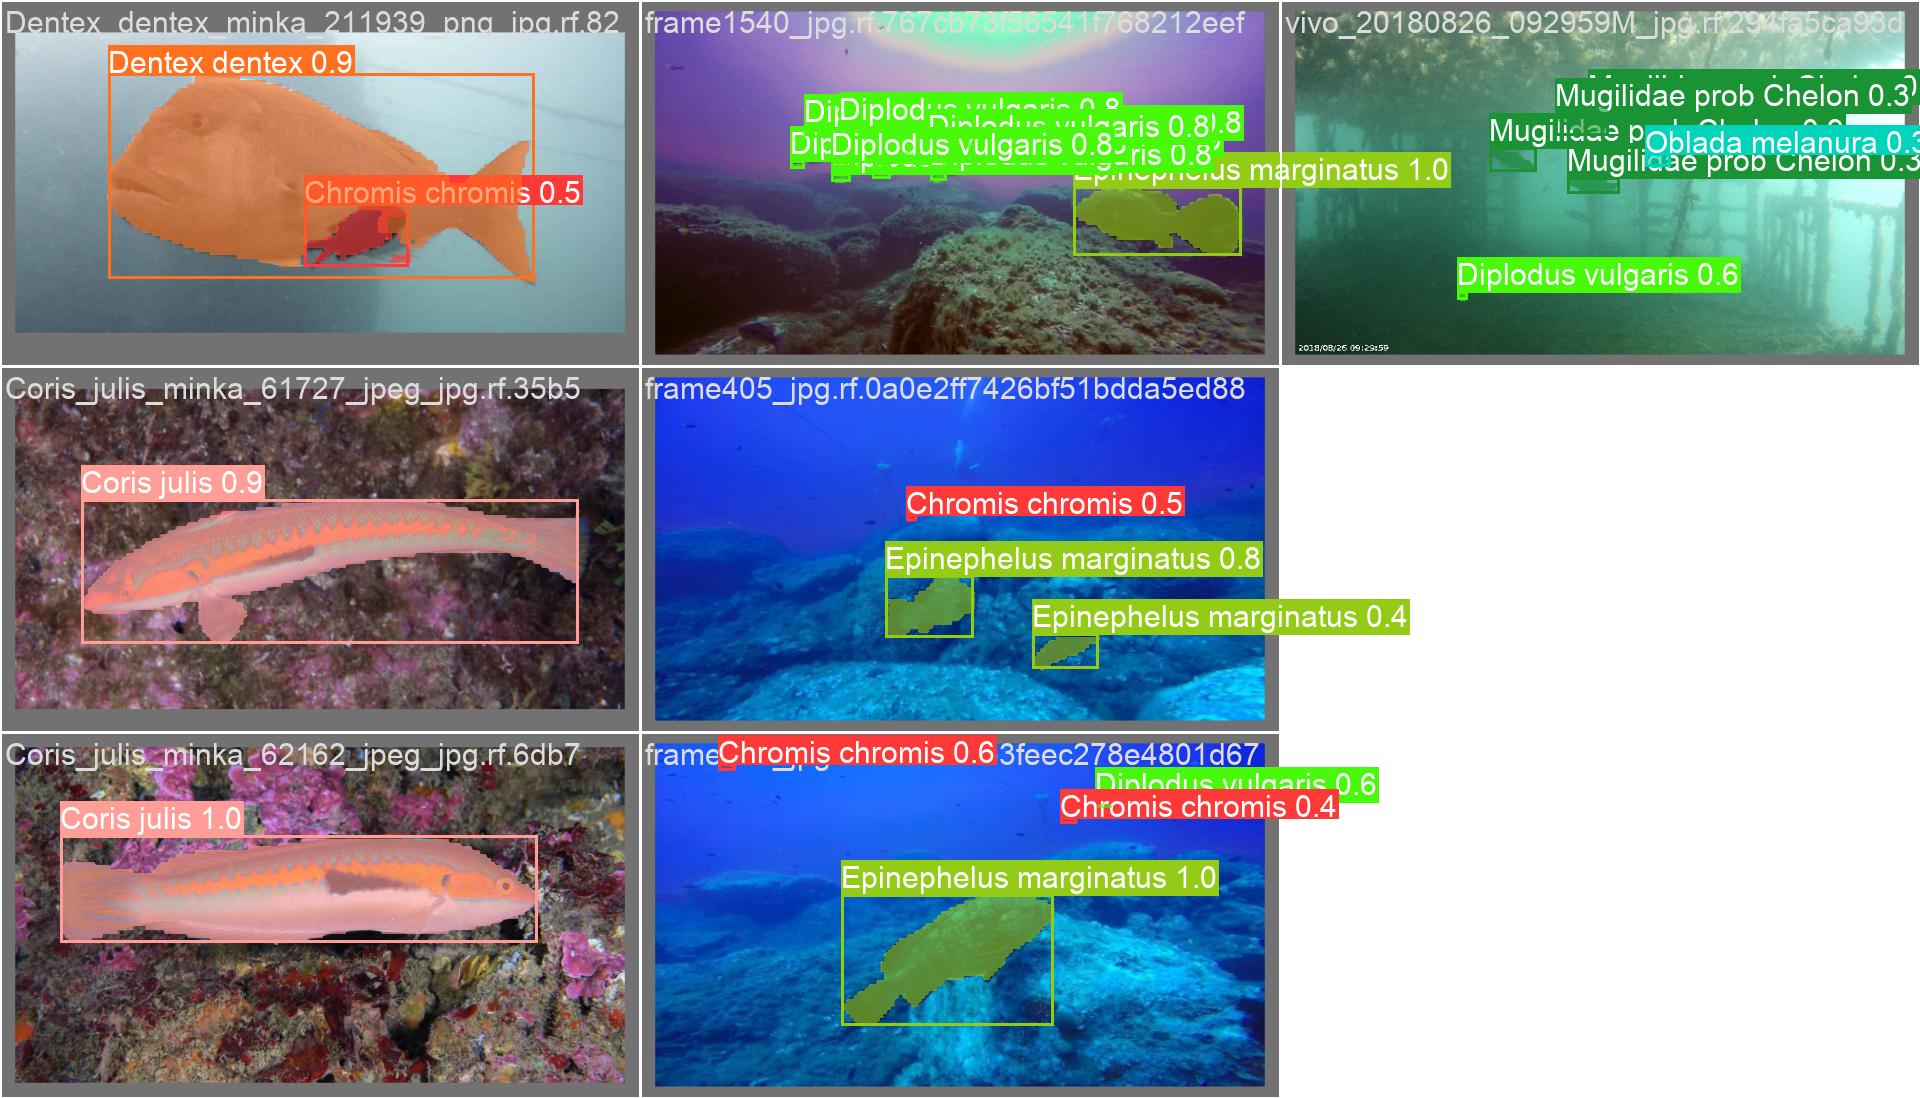 Dentex_dentex_minka_211939_png_jpg.rf.82
Dentex dentex 0.9
Chromis chromis 0.5
frame1540_jpg.rf.767cb73f56541f768212eef
Diplodus vulgaris 0.8
Diplodus vulgaris 0.8
Diplodus vulgaris 0.8
Epinephelus marginatus 1.0
vivo_20180826_092959M_jpg.rf.294fa5ca93d
Mugilidae prob Chelon 0.3
Oblada melanura 0.3
Mugilidae prob Chelon 0.3
Diplodus vulgaris 0.6
2018/08/26 09:29:59
Coris_julis_minka_61727_jpeg_jpg.rf.35b5
Coris julis 0.9
frame405_jpg.rf.0a0e2ff7426bf51bdda5ed88
Chromis chromis 0.5
Epinephelus marginatus 0.8
Epinephelus marginatus 0.4
Coris_julis_minka_62162_jpeg_jpg.rf.6db7
Coris julis 1.0
Chromis chromis 0.6
3feec278e4801d67
Diplodus vulgaris 0.6
Chromis chromis 0.4
Epinephelus marginatus 1.0